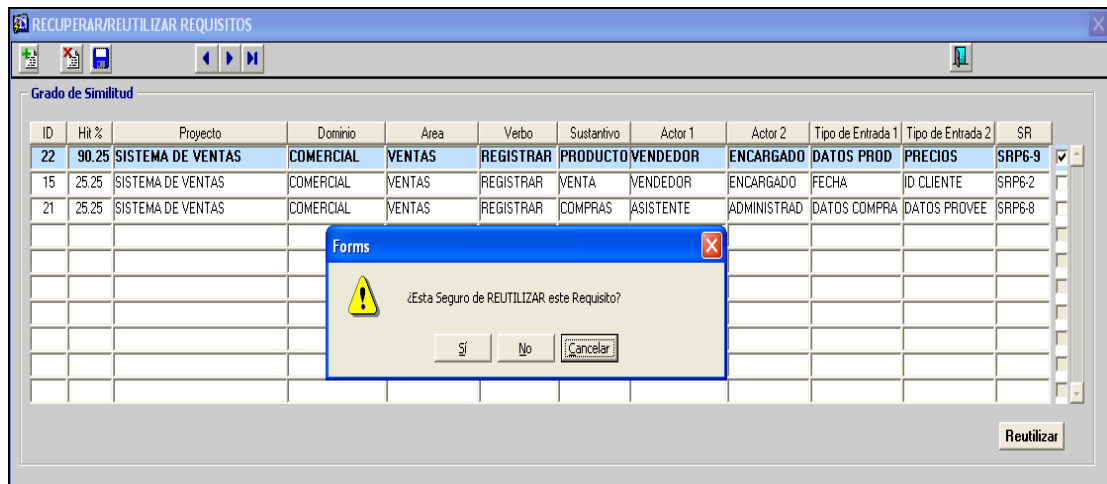 RECUPERAR/REUTILIZAR REQUISITOS
Grado de Similitud
ID Hit % Proyecto Dominio Area Verbo Sustantivo Actor 1 Actor 2 Tipo de Entrada 1 Tipo de Entrada 2 SR
22 90.25 SISTEMA DE VENTAS COMERCIAL VENTAS REGISTRAR PRODUCTO VENDEDOR ENCARGADO DATOS PROD PRECIOS SRP6-9
15 25.25 SISTEMA DE VENTAS COMERCIAL VENTAS REGISTRAR VENTA VENDEDOR ENCARGADO FECHA ID CLIENTE SRP6-2
21 25.25 SISTEMA DE VENTAS COMERCIAL VENTAS REGISTRAR COMPRAS ASISTENTE ADMINISTRAD DATOS COMPRA DATOS PROVEE SRP6-8
Forms
¿Esta Seguro de REUTILIZAR este Requisito?
Sí No Cancelar
Reutilizar